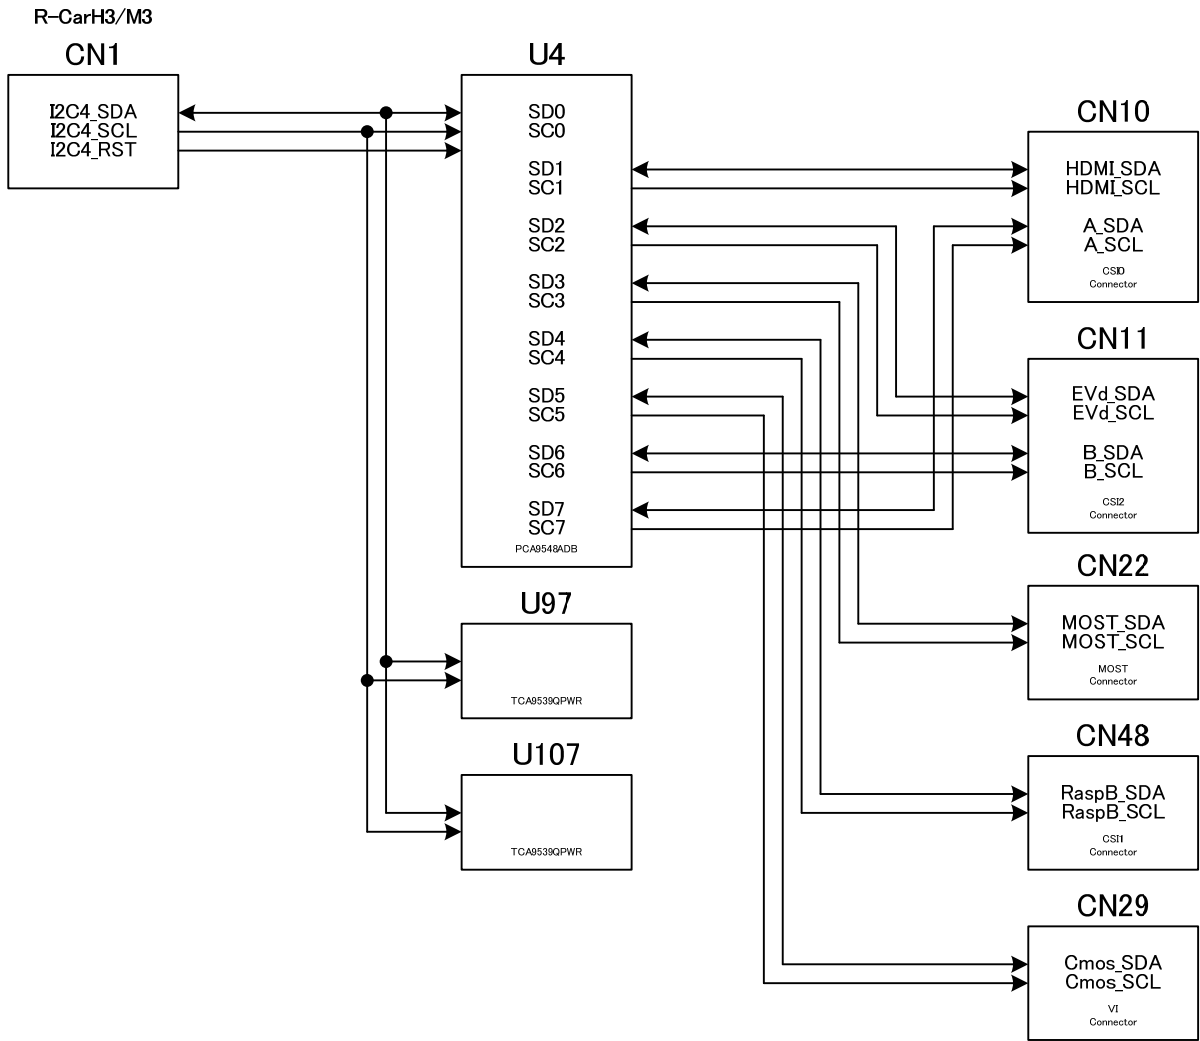 R-CarH3/M3
CN1
I2C4_SDA
I2C4_SCL
I2C4_RST
U4
SD0
SC0
SD1
SC1
SD2
SC2
SD3
SC3
SD4
SC4
SD5
SC5
SD6
SC6
SD7
SC7
PCA9548ADB
U97
TCA9539QPWR
U107
TCA9539QPWR
CN10
HDMI_SDA
HDMI_SCL
A_SDA
A_SCL
CSI0
Connector
CN11
EVd_SDA
EVd_SCL
B_SDA
B_SCL
CSI2
Connector
CN22
MOST_SDA
MOST_SCL
MOST
Connector
CN48
RaspB_SDA
RaspB_SCL
CSI1
Connector
CN29
Cmos_SDA
Cmos_SCL
VI
Connector